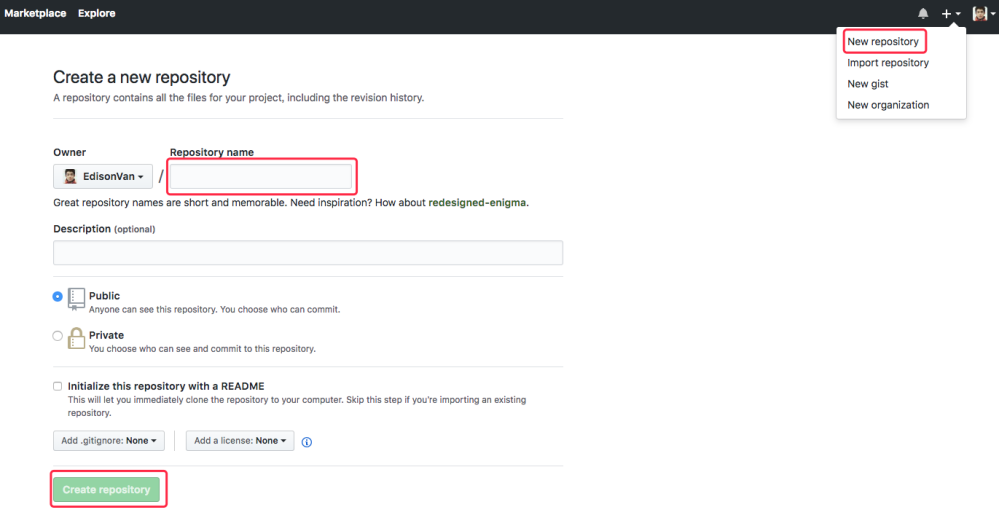 Marketplace Explore
New repository
Import repository
New gist
New organization
Create a new repository
A repository contains all the files for your project, including the revision history.
Owner Repository name
EdisonVan /
Great repository names are short and memorable. Need inspiration? How about redesigned-enigma.
Description (optional)
Public
Anyone can see this repository. You choose who can commit.
Private
You choose who can see and commit to this repository.
Initialize this repository with a README
This will let you immediately clone the repository to your computer. Skip this step if you're importing an existing
repository.
Add .gitignore: None Add a license: None
Create repository